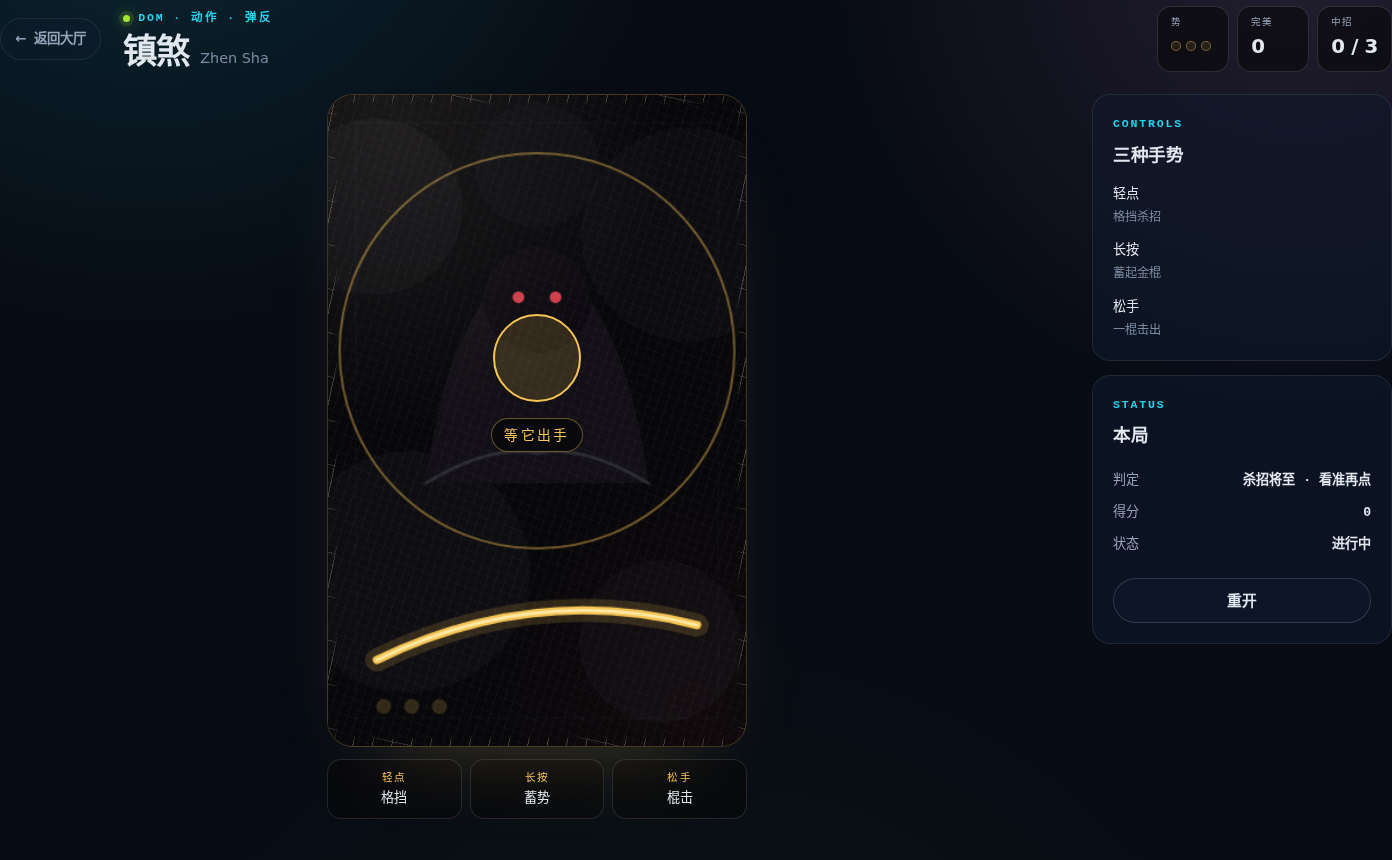 ← 返回大厅
DOM · 动作 · 弹反
镇煞 Zhen Sha
势
完美
0
中招
0 / 3
等它出手
轻点
格挡
长按
蓄势
松手
棍击
CONTROLS
三种手势
轻点
格挡杀招
长按
蓄起金棍
松手
一棍击出
STATUS
本局
判定 杀招将至 · 看准再点
得分 0
状态 进行中
重开